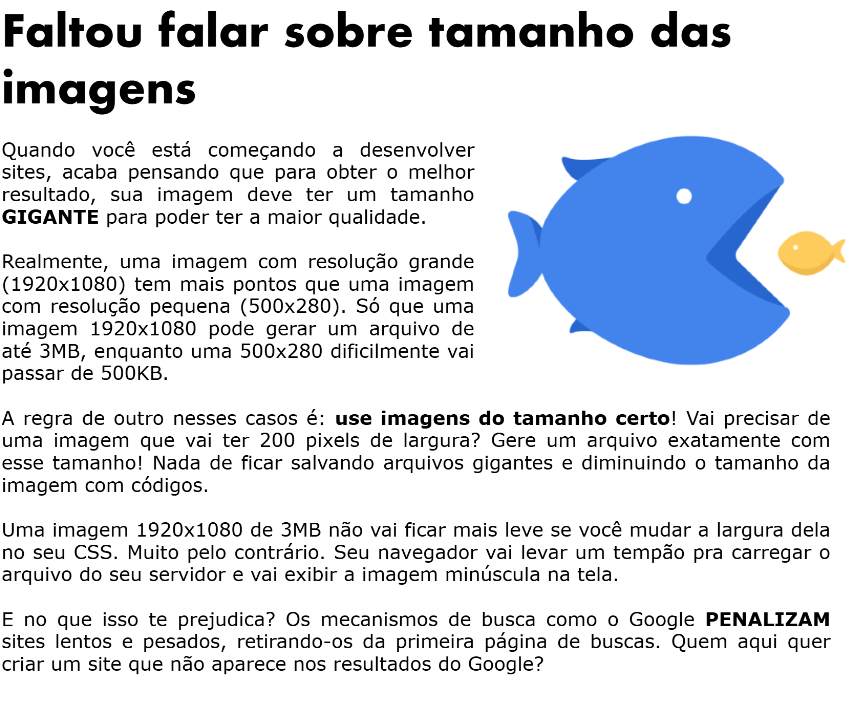 Faltou falar sobre tamanho das
imagens
Quando você está começando a desenvolver
sites, acaba pensando que para obter o melhor
resultado, sua imagem deve ter um tamanho
GIGANTE para poder ter a maior qualidade.
Realmente, uma imagem com resolução grande
(1920x1080) tem mais pontos que uma imagem
com resolução pequena (500x280). Só que uma
imagem 1920x1080 pode gerar um arquivo de
até 3MB, enquanto uma 500x280 dificilmente vai
passar de 500KB.
A regra de outro nesses casos é: use imagens do tamanho certo! Vai precisar de
uma imagem que vai ter 200 pixels de largura? Gere um arquivo exatamente com
esse tamanho! Nada de ficar salvando arquivos gigantes e diminuindo o tamanho da
imagem com códigos.
Uma imagem 1920x1080 de 3MB não vai ficar mais leve se você mudar a largura dela
no seu CSS. Muito pelo contrário. Seu navegador vai levar um tempão pra carregar o
arquivo do seu servidor e vai exibir a imagem minúscula na tela.
E no que isso te prejudica? Os mecanismos de busca como o Google PENALIZAM
sites lentos e pesados, retirando-os da primeira página de buscas. Quem aqui quer
criar um site que não aparece nos resultados do Google?